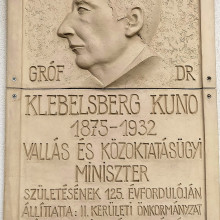 GRÓF DR
KLEBELSBERG KUNO
1875-1932
VALLÁS ÉS KÖZOKTATÁSÜGYI
MINISZTER
SZÜLETÉSÉNEK 125. ÉVFORDULÓJÁN
ÁLLÍTTATTA: II. KERÜLETI ÖNKORMÁNYZAT